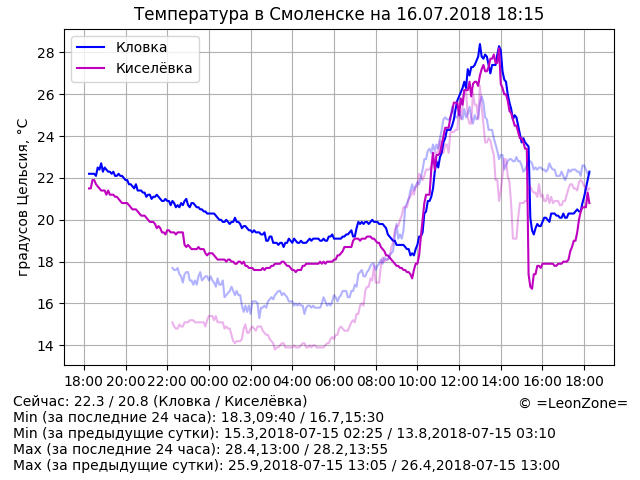 Температура в Смоленске на 16.07.2018 18:15
Кловка
Киселёвка
градусов Цельсия, °C
28
26
24
22
20
18
16
14
18:00 20:00 22:00 00:00 02:00 04:00 06:00 08:00 10:00 12:00 14:00 16:00 18:00
Сейчас: 22.3 / 20.8 (Кловка / Киселёвка)
© =LeonZone=
Min (за последние 24 часа): 18.3,09:40 / 16.7,15:30
Min (за предыдущие сутки): 15.3,2018-07-15 02:25 / 13.8,2018-07-15 03:10
Max (за последние 24 часа): 28.4,13:00 / 28.2,13:55
Max (за предыдущие сутки): 25.9,2018-07-15 13:05 / 26.4,2018-07-15 13:00